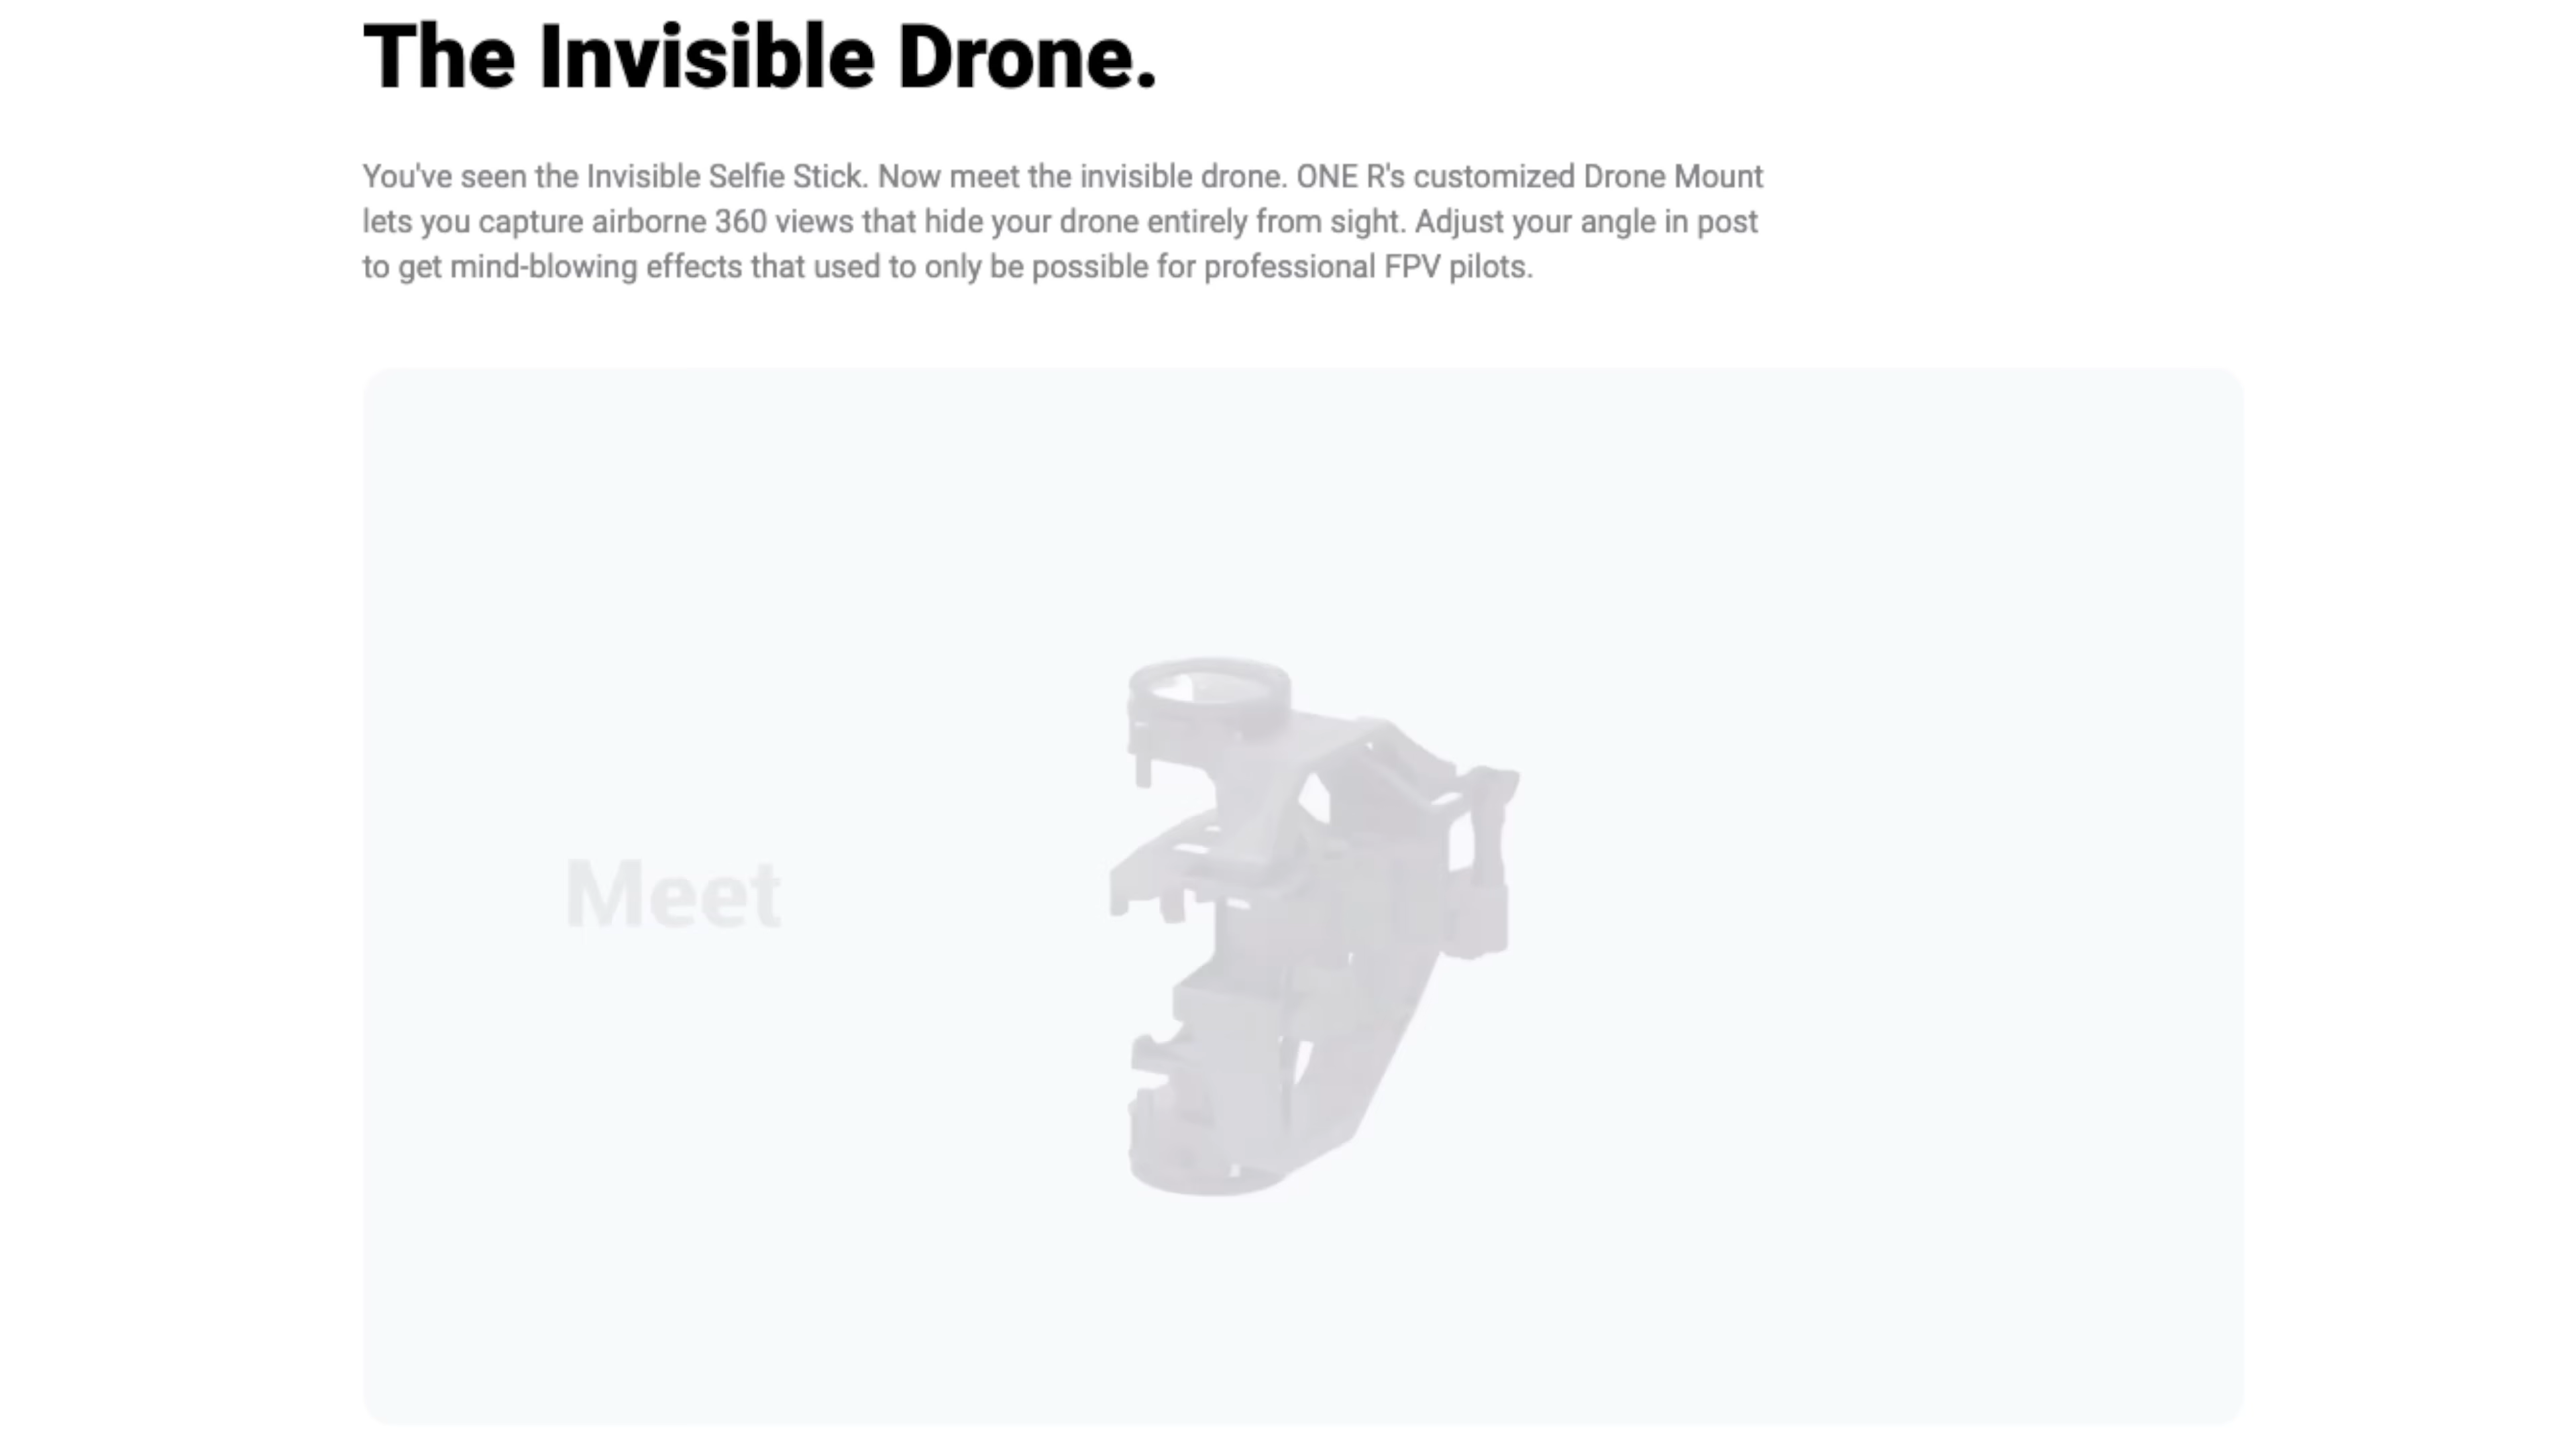 The Invisible Drone.
You've seen the Invisible Selfie Stick. Now meet the invisible drone. ONE R's customized Drone Mount
lets you capture airborne 360 views that hide your drone entirely from sight. Adjust your angle in post
to get mind-blowing effects that used to only be possible for professional FPV pilots.
Meet